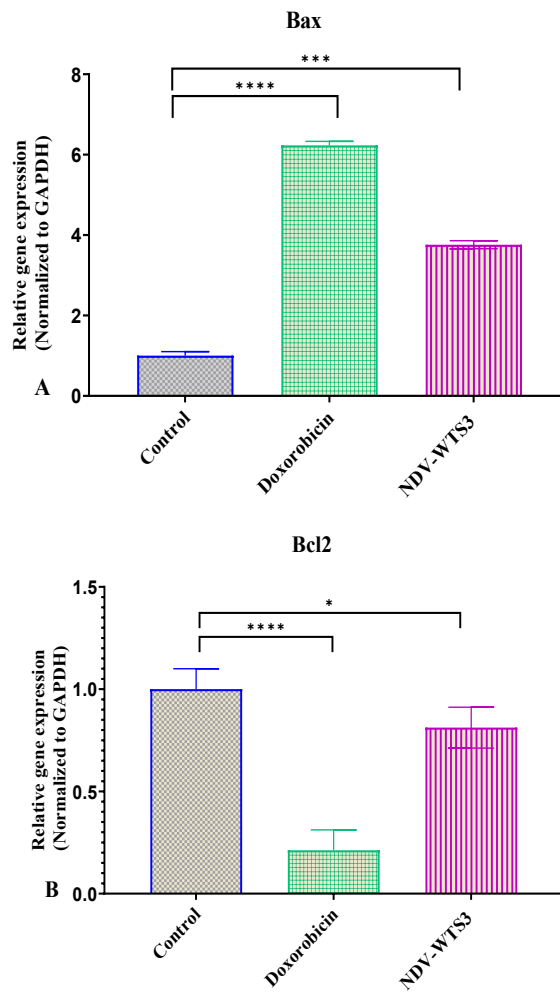 Bax
***
****
8
6
4
2
0
Relative gene expression
(Normalized to GAPDH)
A
Control
Doxorobicin
NDV-WTS3
Bcl2
*
****
1.5
1.0
0.5
0.0
Relative gene expression
(Normalized to GAPDH)
B
Control
Doxorobicin
NDV-WTS3